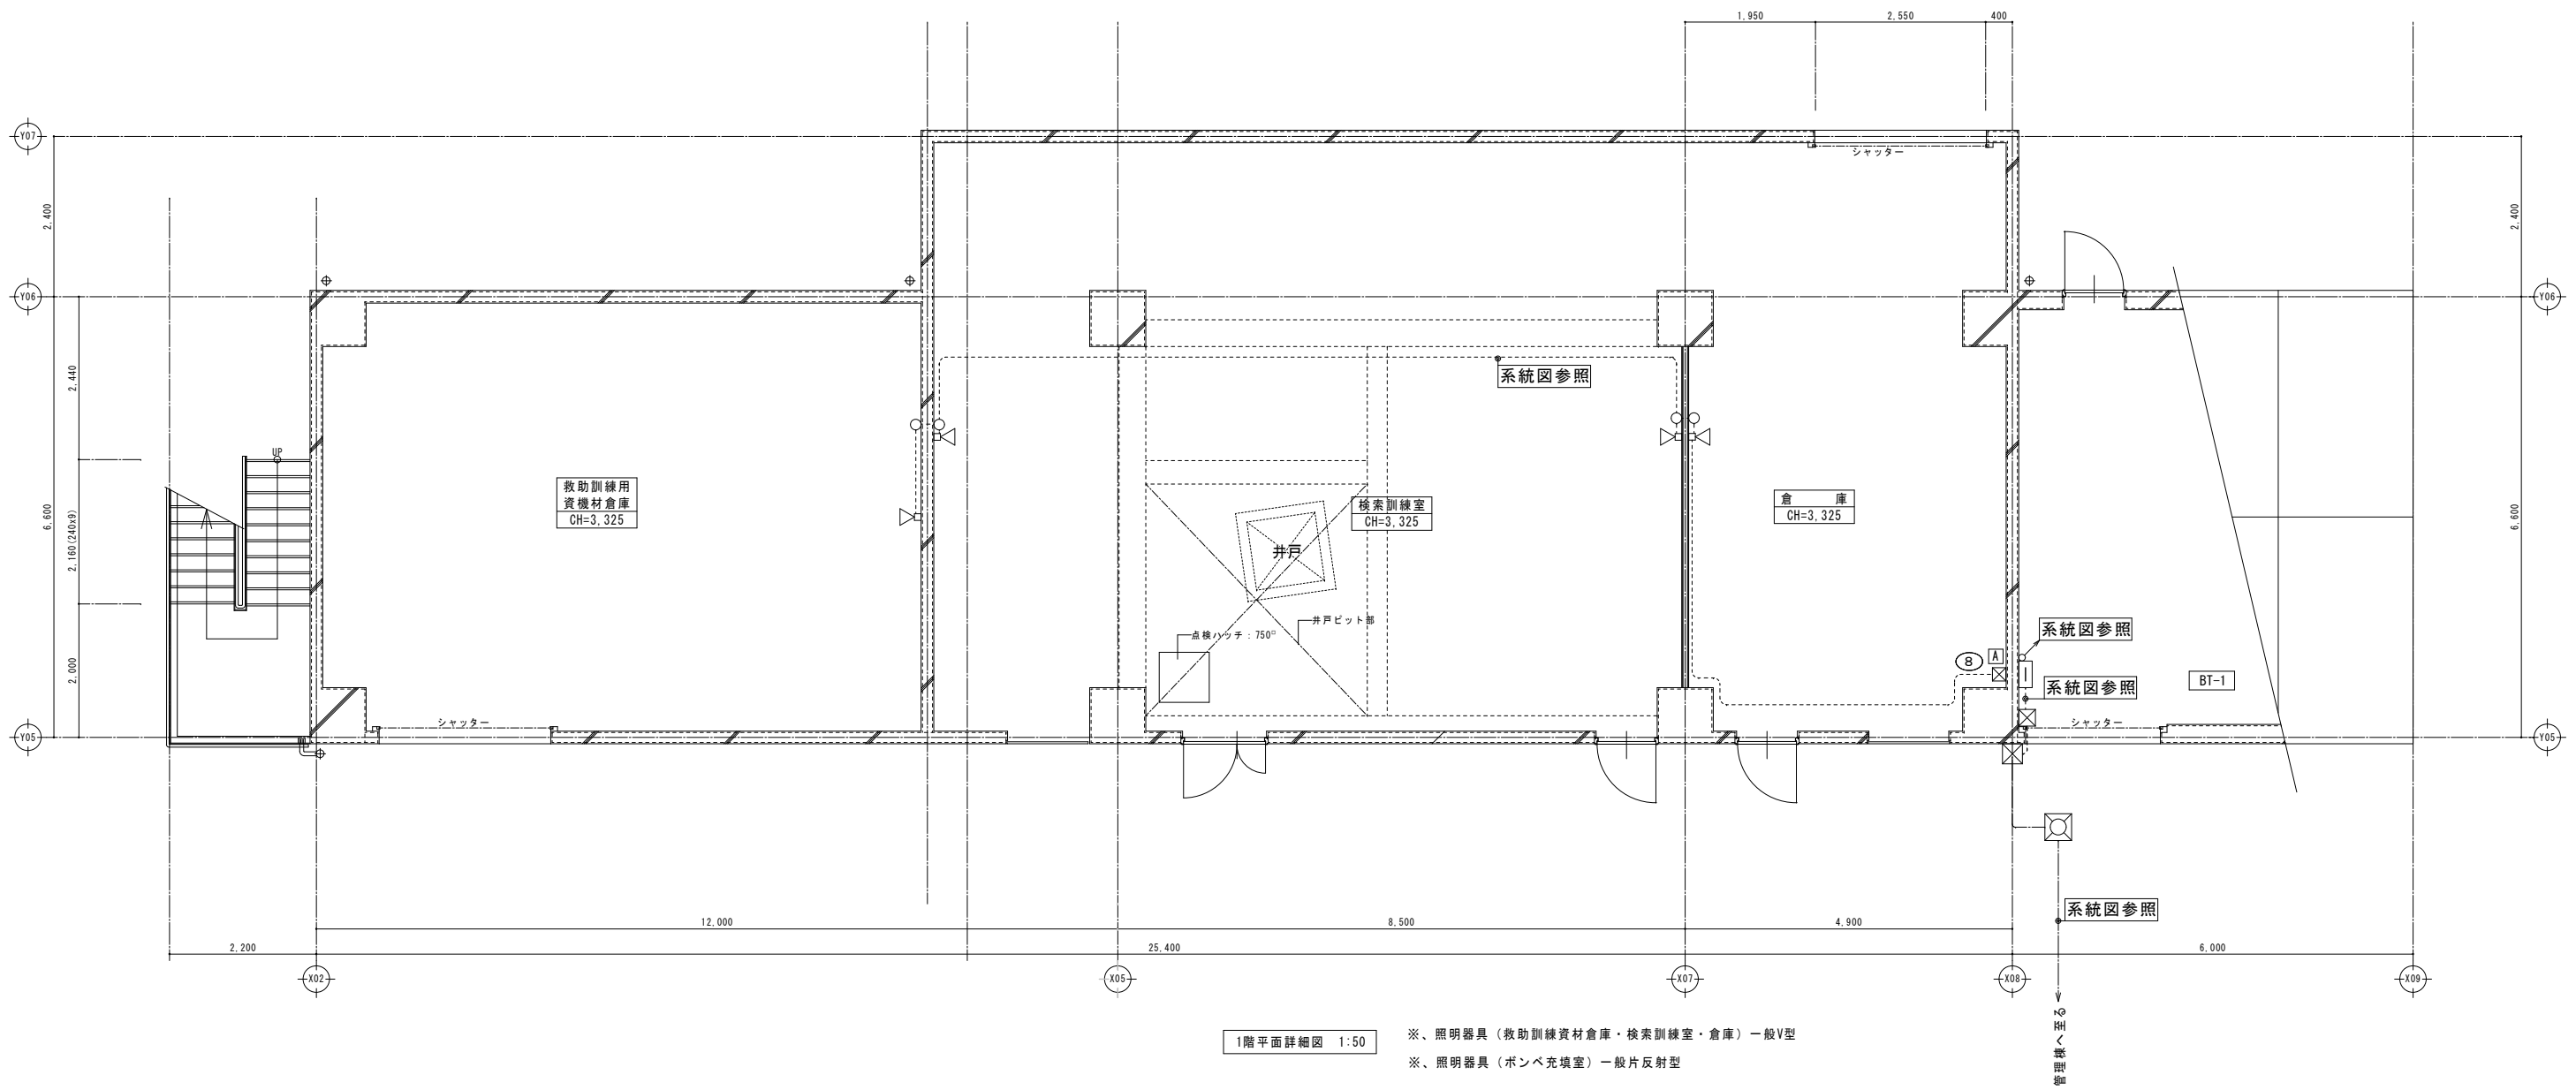 1,950
2,550
400
Y07
シャッター
2,400
2,400
Y06
Y06
2,440
系統図参照
UP
救助訓練用
資機材倉庫
CH=3,325
検索訓練室
CH=3,325
倉　　庫
CH=3,325
6,600
2,160(240x9)
6,600
井戸
井戸ピット部
点検ハッチ：750□
系統図参照
8
A
2,000
系統図参照
BT-1
シャッター
シャッター
Y05
Y05
系統図参照
12,000
8,500
4,900
2,200
25,400
6,000
X02
X05
X07
X08
X09
管理棟へ至る
1階平面詳細図　1:50
※、照明器具（救助訓練資材倉庫・検索訓練室・倉庫）一般V型
※、照明器具（ボンベ充填室）一般片反射型